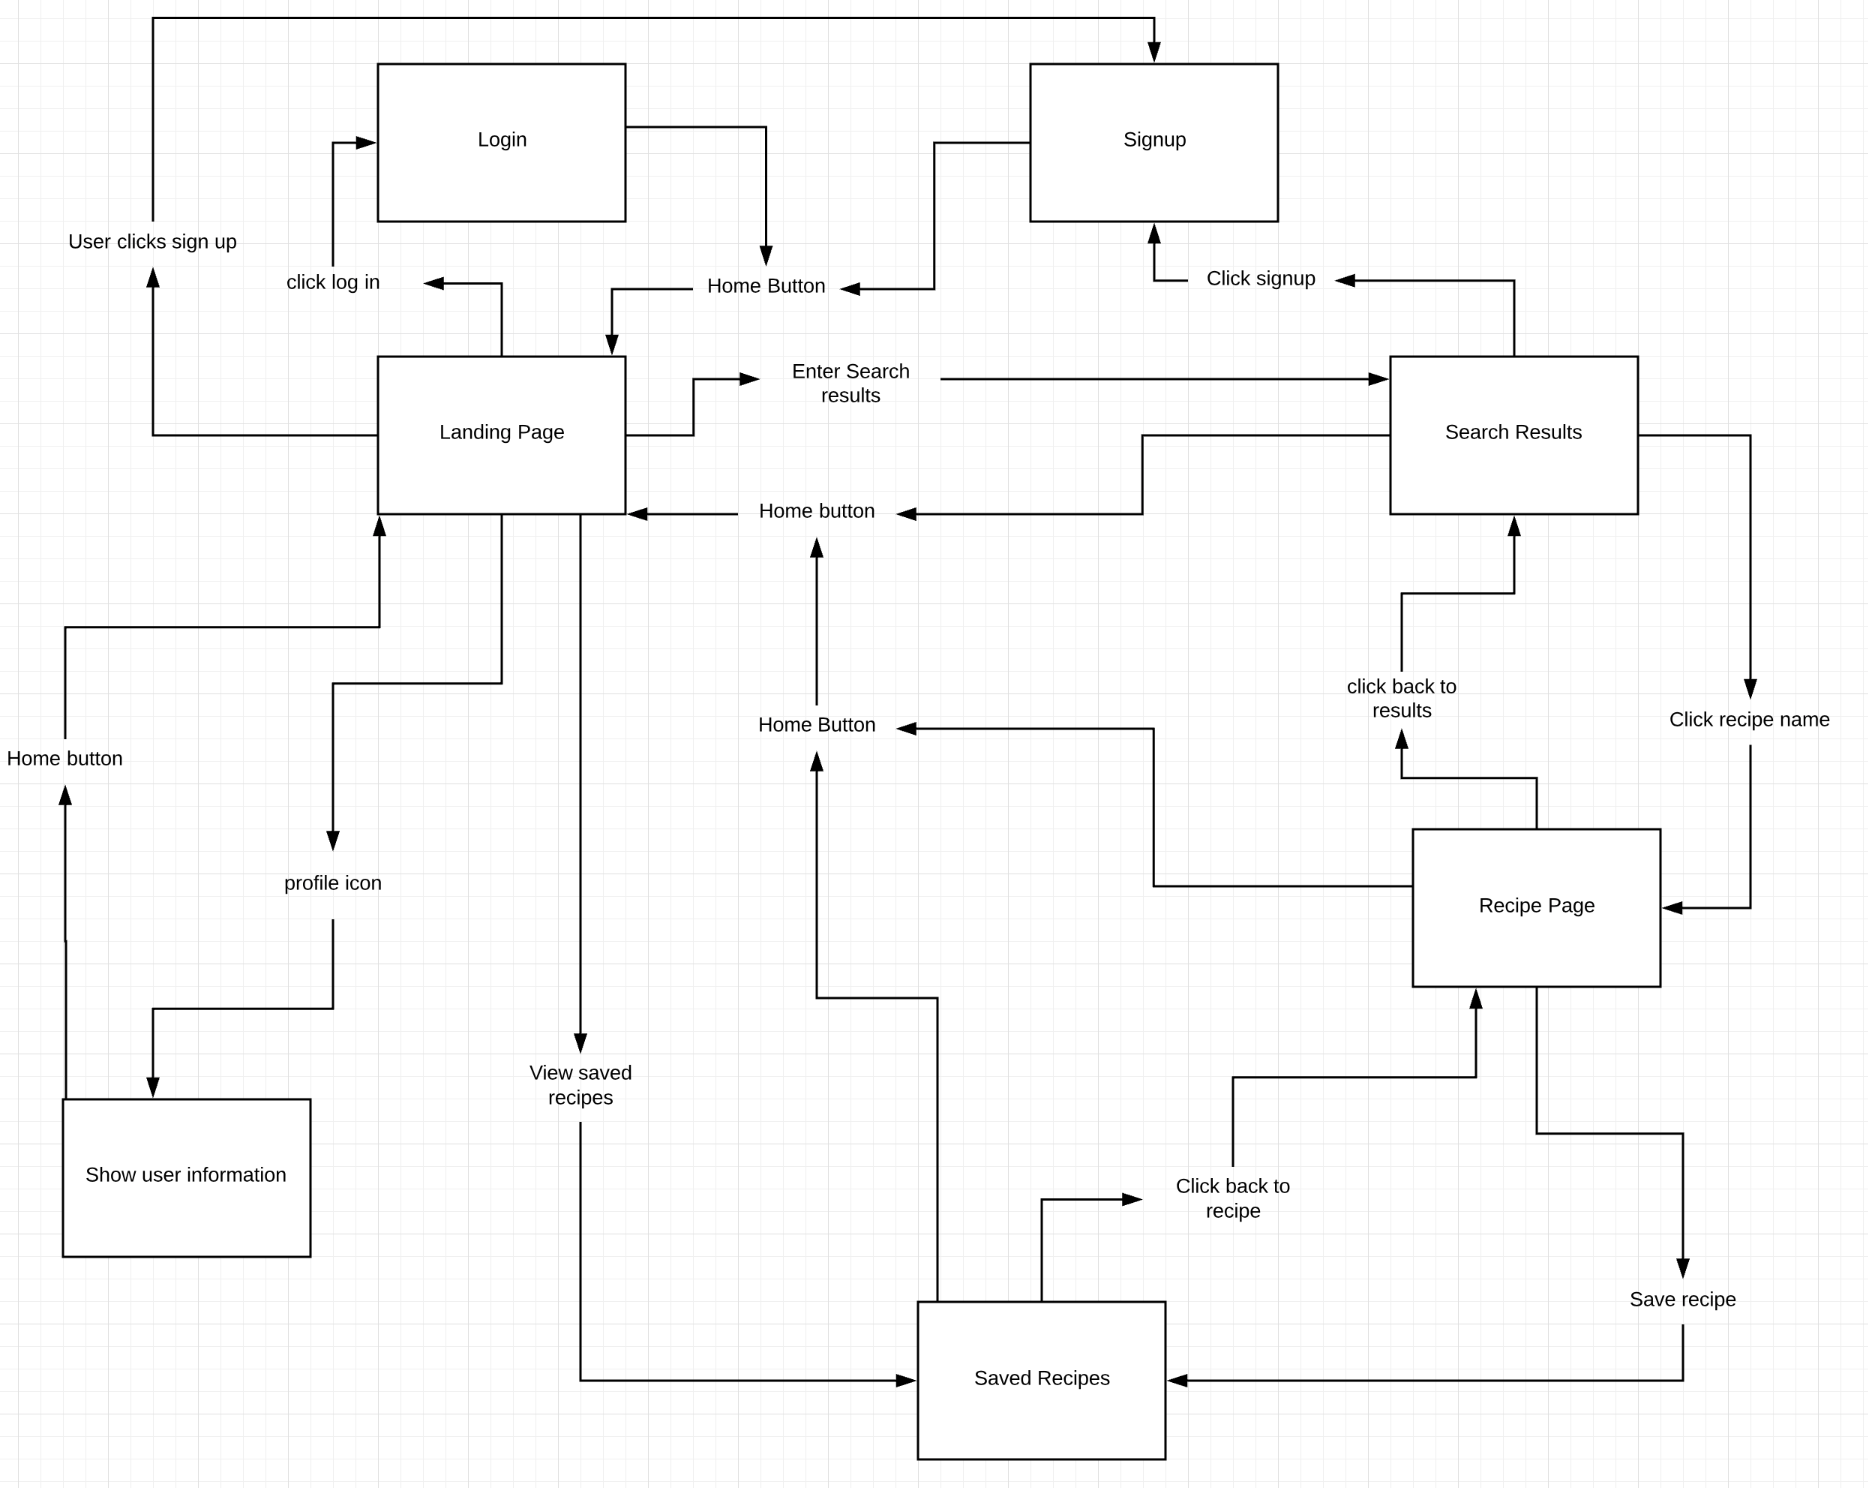 Login
Signup
User clicks sign up
click log in
Home Button
Click signup
Enter Search
results
Landing Page
Search Results
Home button
click back to
results
Click recipe name
Home Button
Home button
profile icon
Recipe Page
View saved
recipes
Show user information
Click back to
recipe
Save recipe
Saved Recipes